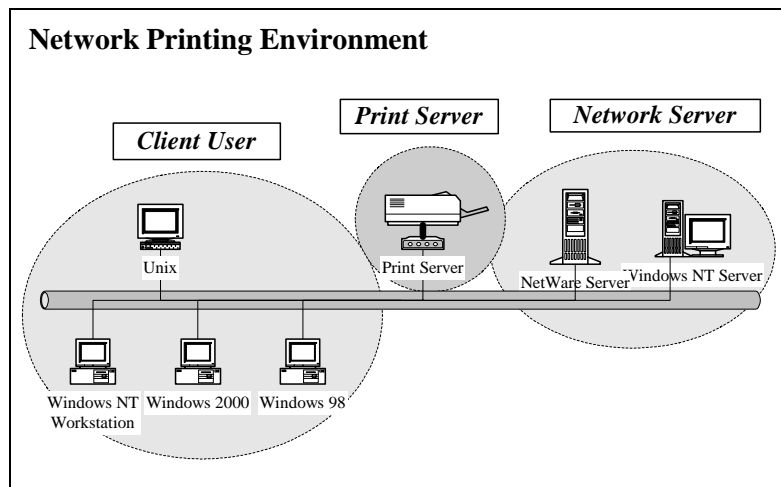 Network Printing Environment
Client User
Print Server
Network Server
Unix
Print Server
NetWare Server
Windows NT Server
Windows NT
Workstation
Windows 2000
Windows 98